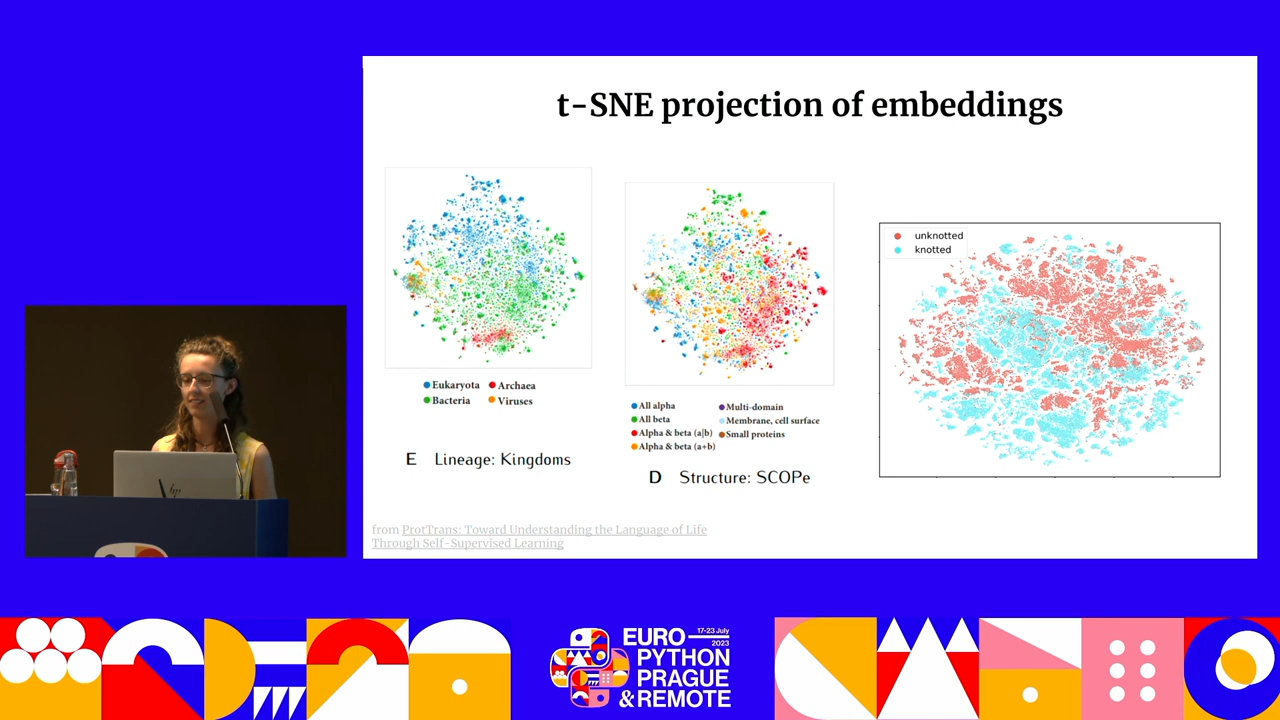 t-SNE projection of embeddings
Eukaryota Archaea
Bacteria Viruses
E Lineage: Kingdoms
All alpha Multi-domain
All beta Membrane, cell surface
Alpha & beta (a|b) Small proteins
Alpha & beta (a+b)
D Structure: SCOPe
unknotted
knotted
from ProtTrans: Toward Understanding the Language of Life
Through Self-Supervised Learning
hp
EURO 17-23 July
2023
PYTHON
PRAGUE
& REMOTE